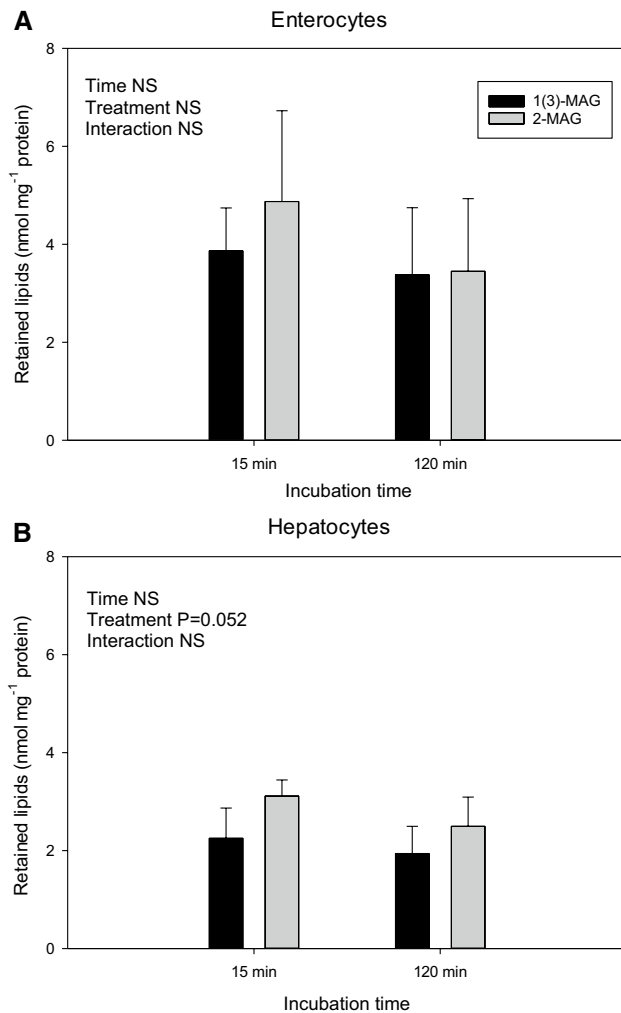 A
Enterocytes
8
6
4
2
0
Retained lipids (nmol mg⁻¹ protein)
Time NS
Treatment NS
Interaction NS
1(3)-MAG
2-MAG
15 min
120 min
Incubation time
B
Hepatocytes
8
6
4
2
0
Retained lipids (nmol mg⁻¹ protein)
Time NS
Treatment P=0.052
Interaction NS
15 min
120 min
Incubation time